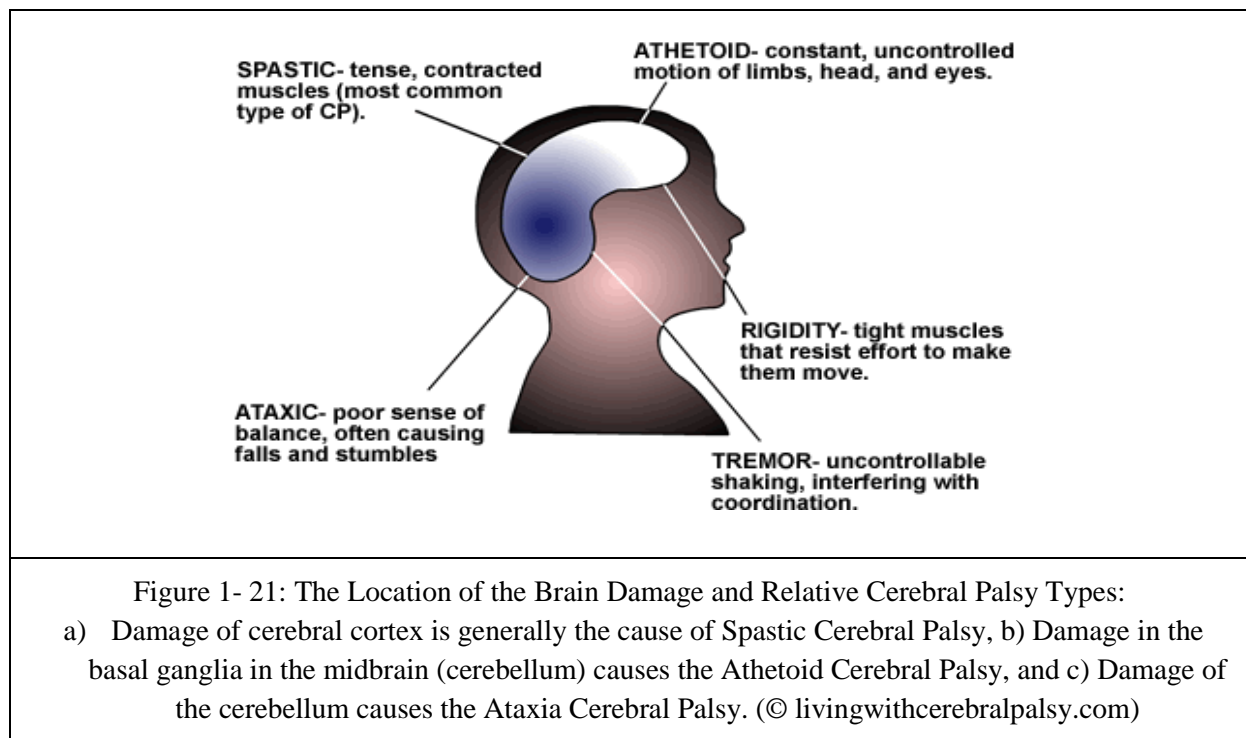 SPASTIC- tense, contracted
muscles (most common
type of CP).
ATHETOID- constant, uncontrolled
motion of limbs, head, and eyes.
RIGIDITY- tight muscles
that resist effort to make
them move.
ATAXIC- poor sense of
balance, often causing
falls and stumbles
TREMOR- uncontrollable
shaking, interfering with
coordination.
Figure 1- 21: The Location of the Brain Damage and Relative Cerebral Palsy Types:
a) Damage of cerebral cortex is generally the cause of Spastic Cerebral Palsy, b) Damage in the
basal ganglia in the midbrain (cerebellum) causes the Athetoid Cerebral Palsy, and c) Damage of
the cerebellum causes the Ataxia Cerebral Palsy. (© livingwithcerebralpalsy.com)